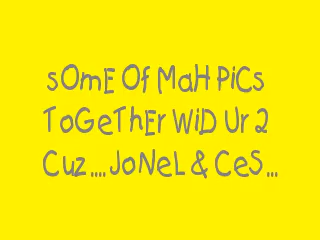 sOmE Of MaH PiCs
ToGeThEr WiD Ur 2
Cuz....JoNeL & CeS...